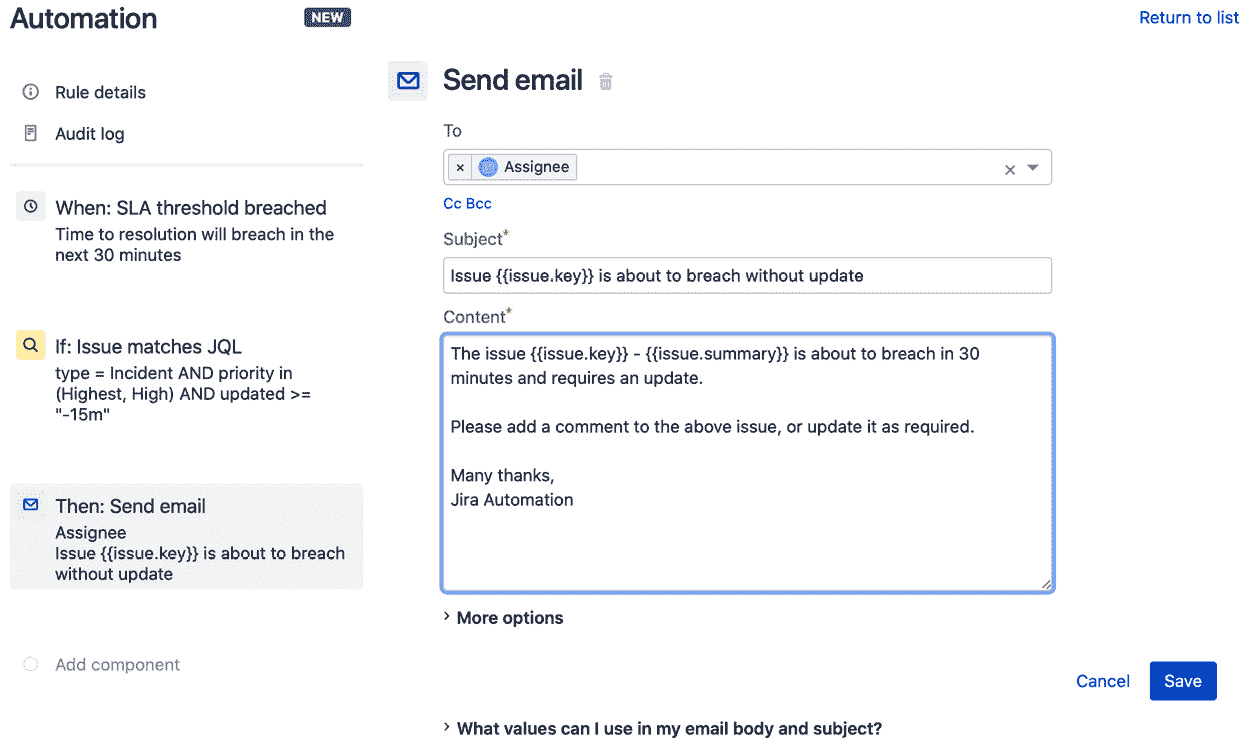 Automation
NEW
Return to list
Rule details
Audit log
When: SLA threshold breached
Time to resolution will breach in the
next 30 minutes
If: Issue matches JQL
type = Incident AND priority in
(Highest, High) AND updated >=
"-15m"
Then: Send email
Assignee
Issue {{issue.key}} is about to breach
without update
Add component
Send email
To
× Assignee
Cc Bcc
Subject*
Issue {{issue.key}} is about to breach without update
Content*
The issue {{issue.key}} - {{issue.summary}} is about to breach in 30
minutes and requires an update.
Please add a comment to the above issue, or update it as required.
Many thanks,
Jira Automation
More options
Cancel
Save
What values can I use in my email body and subject?